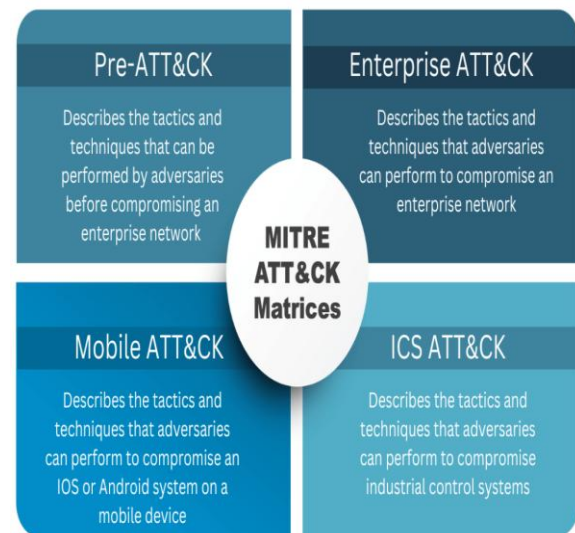 Pre-ATT&CK
Describes the tactics and
techniques that can be
performed by adversaries
before compromising an
enterprise network
Enterprise ATT&CK
Describes the tactics and
techniques that adversaries
can perform to compromise an
enterprise network
MITRE
ATT&CK
Matrices
Mobile ATT&CK
Describes the tactics and
techniques that adversaries
can perform to compromise an
IOS or Android system on a
mobile device
ICS ATT&CK
Describes the tactics and
techniques that adversaries
can perform to compromise
industrial control systems